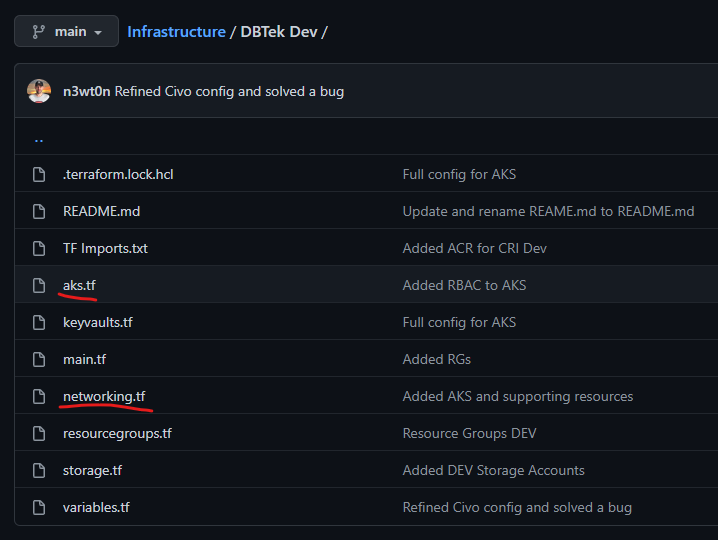 main Infrastructure / DBTek Dev /
n3wt0n Refined Civo config and solved a bug
..
.terraform.lock.hcl Full config for AKS
README.md Update and rename REAME.md to README.md
TF Imports.txt Added ACR for CRI Dev
aks.tf Added RBAC to AKS
keyvaults.tf Full config for AKS
main.tf Added RGs
networking.tf Added AKS and supporting resources
resourcegroups.tf Resource Groups DEV
storage.tf Added DEV Storage Accounts
variables.tf Refined Civo config and solved a bug